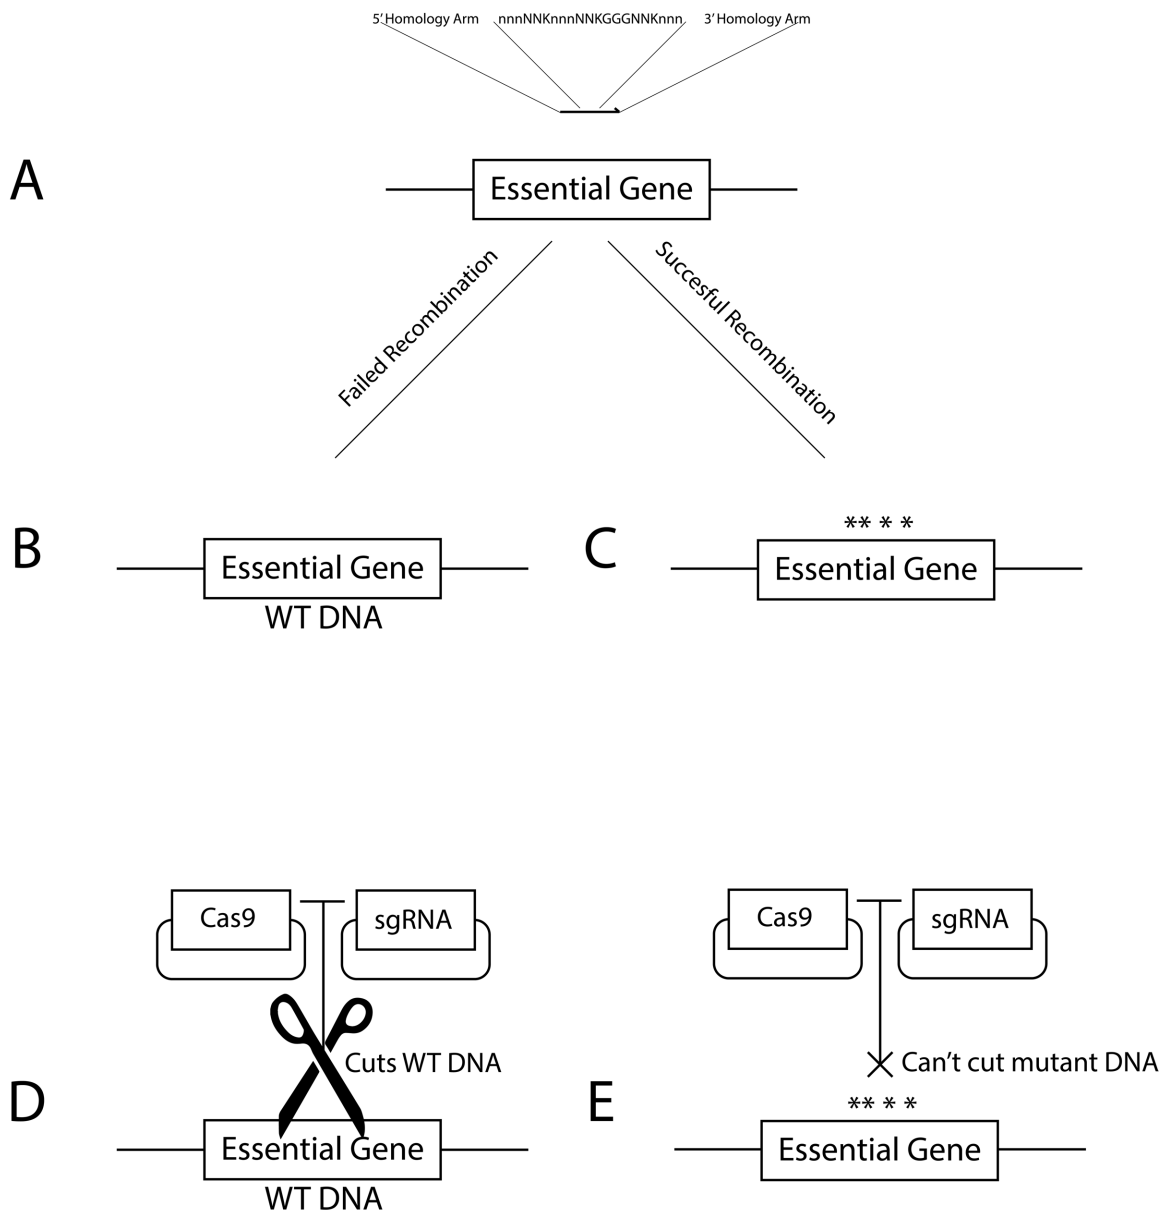 5’ Homology Arm nnnNNKnnnNNKGGGNNKnnn 3’ Homology Arm
A
Essential Gene
Failed Recombination
Succesful Recombination
B
Essential Gene
WT DNA
C
** * *
Essential Gene
Cas9
sgRNA
Cuts WT DNA
D
Essential Gene
WT DNA
Cas9
sgRNA
Can’t cut mutant DNA
E
** * *
Essential Gene